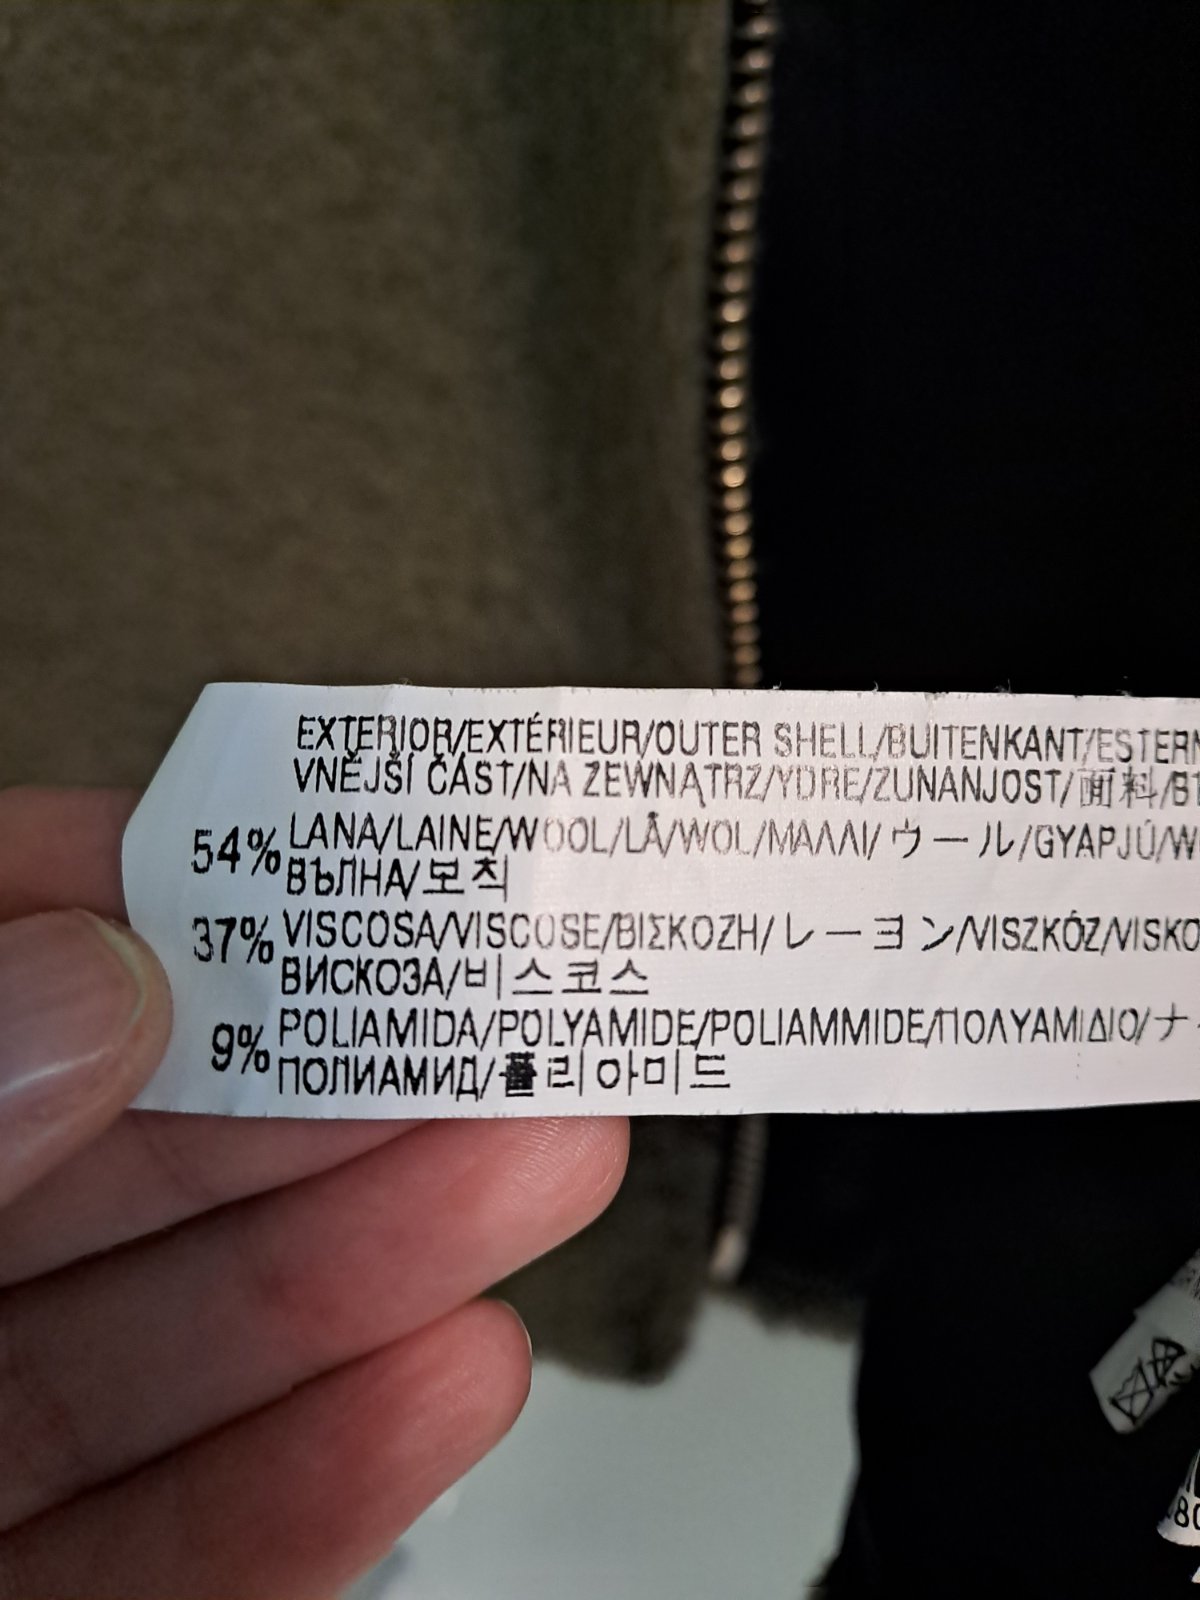 EXTERIOR/EXTÉRIEUR/OUTER SHELL/BUITENKANT/ESTERN
VNĚJŠÍ ČÁST/NA ZEWNĄTRZ/YDRE/ZUNANJOST/面料/
54% LANA/LAINE/WOOL/LÃ/WOL/ΜΑΛΛΙ/ウール/GYAPJÚ/W
ВЪЛНА/모직
37% VISCOSA/VISCOSE/ΒΙΣΚΟΖΗ/レーヨン/VISZKÓZ/VISKO
ВИСКОЗА/비스코스
9% POLIAMIDA/POLYAMIDE/POLIAMMIDE/ΠΟΛΥΑΜΙΔΙΟ/ナ
ПОЛИАМИД/폴리아미드